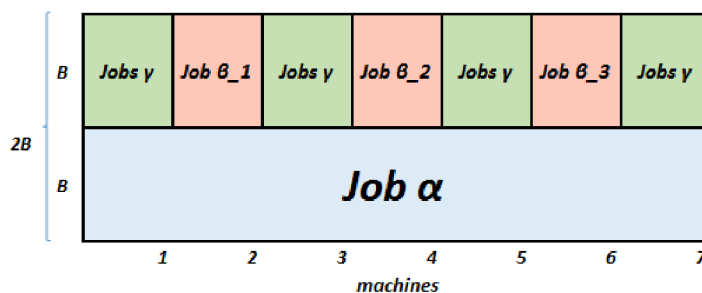 B Jobs γ Job β_1 Jobs γ Job β_2 Jobs γ Job β_3 Jobs γ
2B
B Job α
1 2 3 4 5 6 7
machines